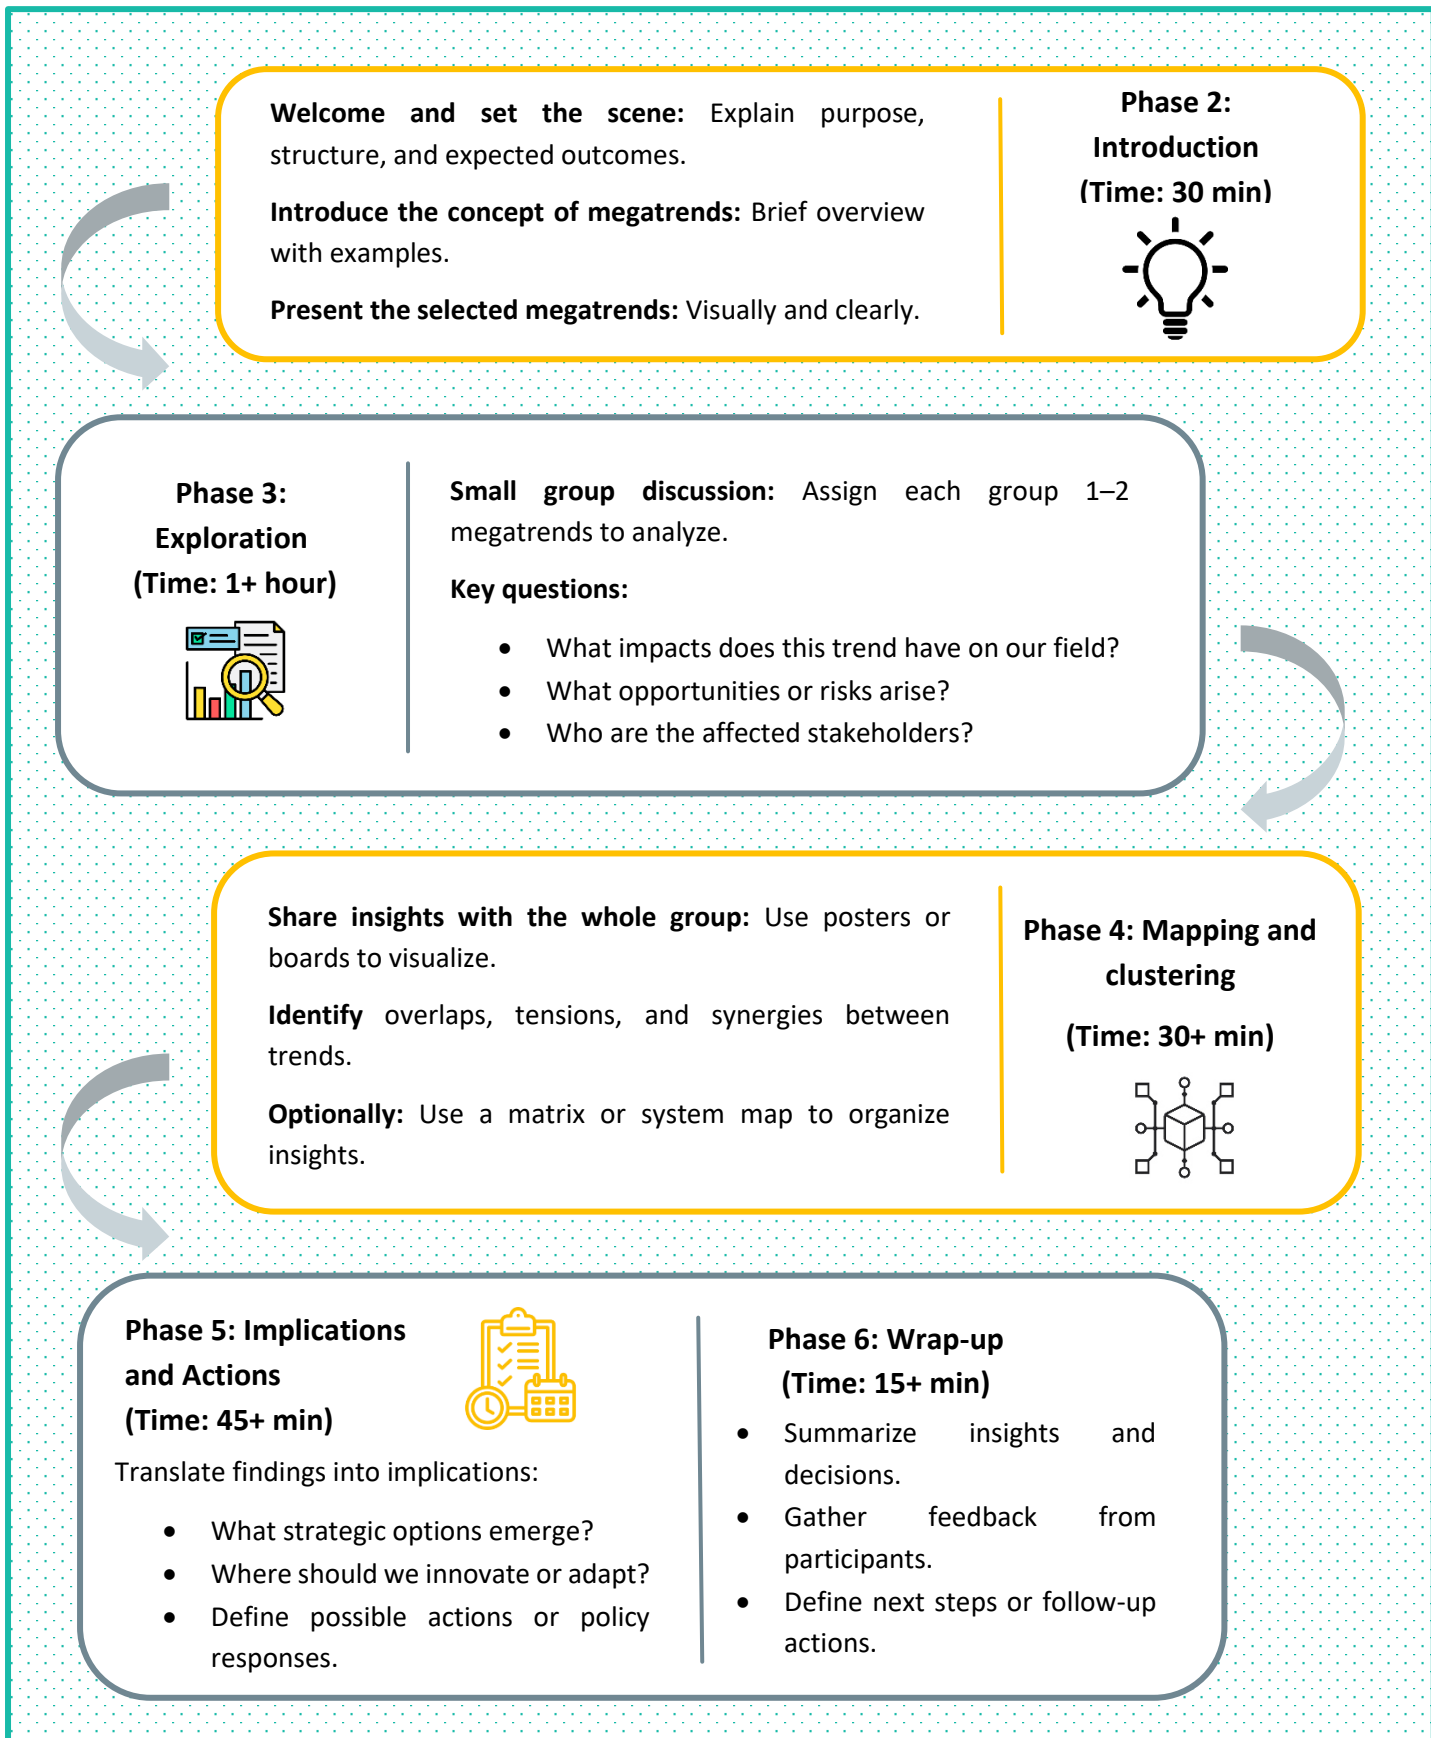 Welcome and set the scene: Explain purpose,
structure, and expected outcomes.
Introduce the concept of megatrends: Brief overview
with examples.
Present the selected megatrends: Visually and clearly.
Phase 2:
Introduction
(Time: 30 min)
Phase 3:
Exploration
(Time: 1+ hour)
Small group discussion: Assign each group 1–2
megatrends to analyze.
Key questions:
• What impacts does this trend have on our field?
• What opportunities or risks arise?
• Who are the affected stakeholders?
Share insights with the whole group: Use posters or
boards to visualize.
Identify overlaps, tensions, and synergies between
trends.
Optionally: Use a matrix or system map to organize
insights.
Phase 4: Mapping and
clustering
(Time: 30+ min)
Phase 5: Implications
and Actions
(Time: 45+ min)
Translate findings into implications:
• What strategic options emerge?
• Where should we innovate or adapt?
• Define possible actions or policy
responses.
Phase 6: Wrap-up
(Time: 15+ min)
• Summarize insights and
decisions.
• Gather feedback from
participants.
• Define next steps or follow-up
actions.